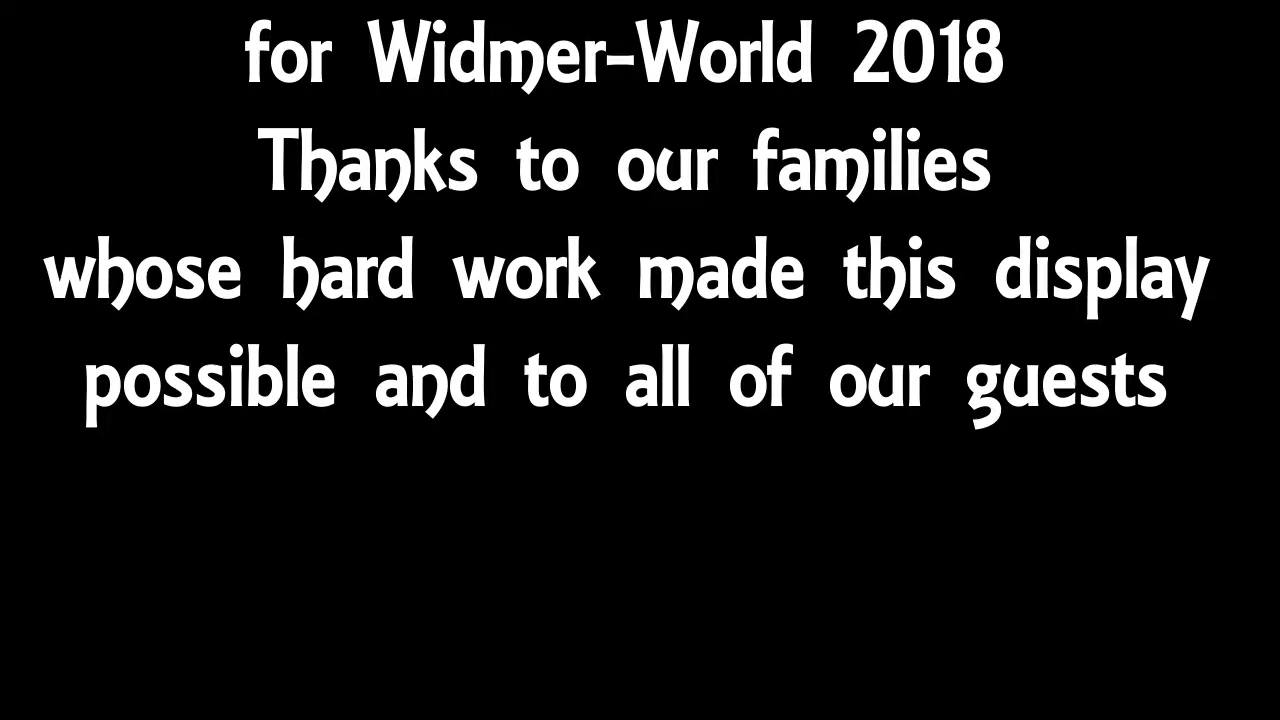 for Widmer-World 2018
Thanks to our families
whose hard work made this display
possible and to all of our guests